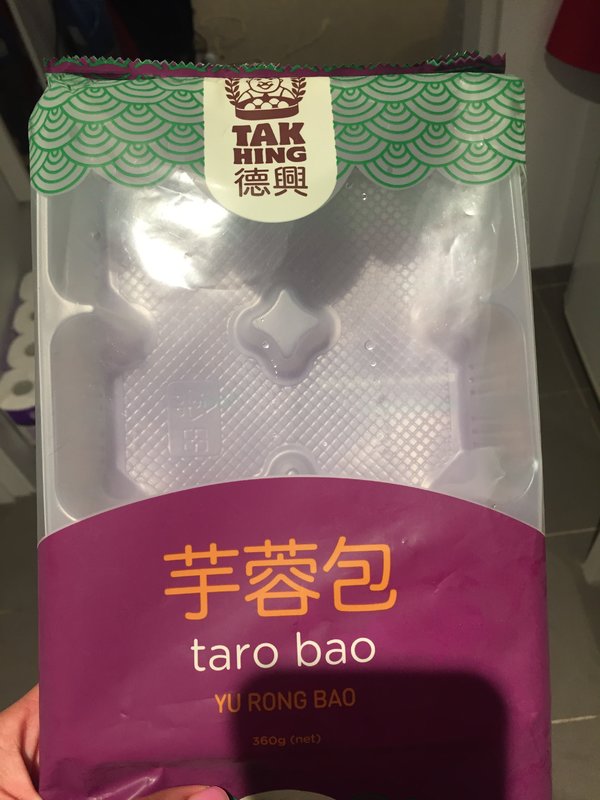 TAK
HING
德興
芋蓉包
taro bao
YU RONG BAO
360g (net)